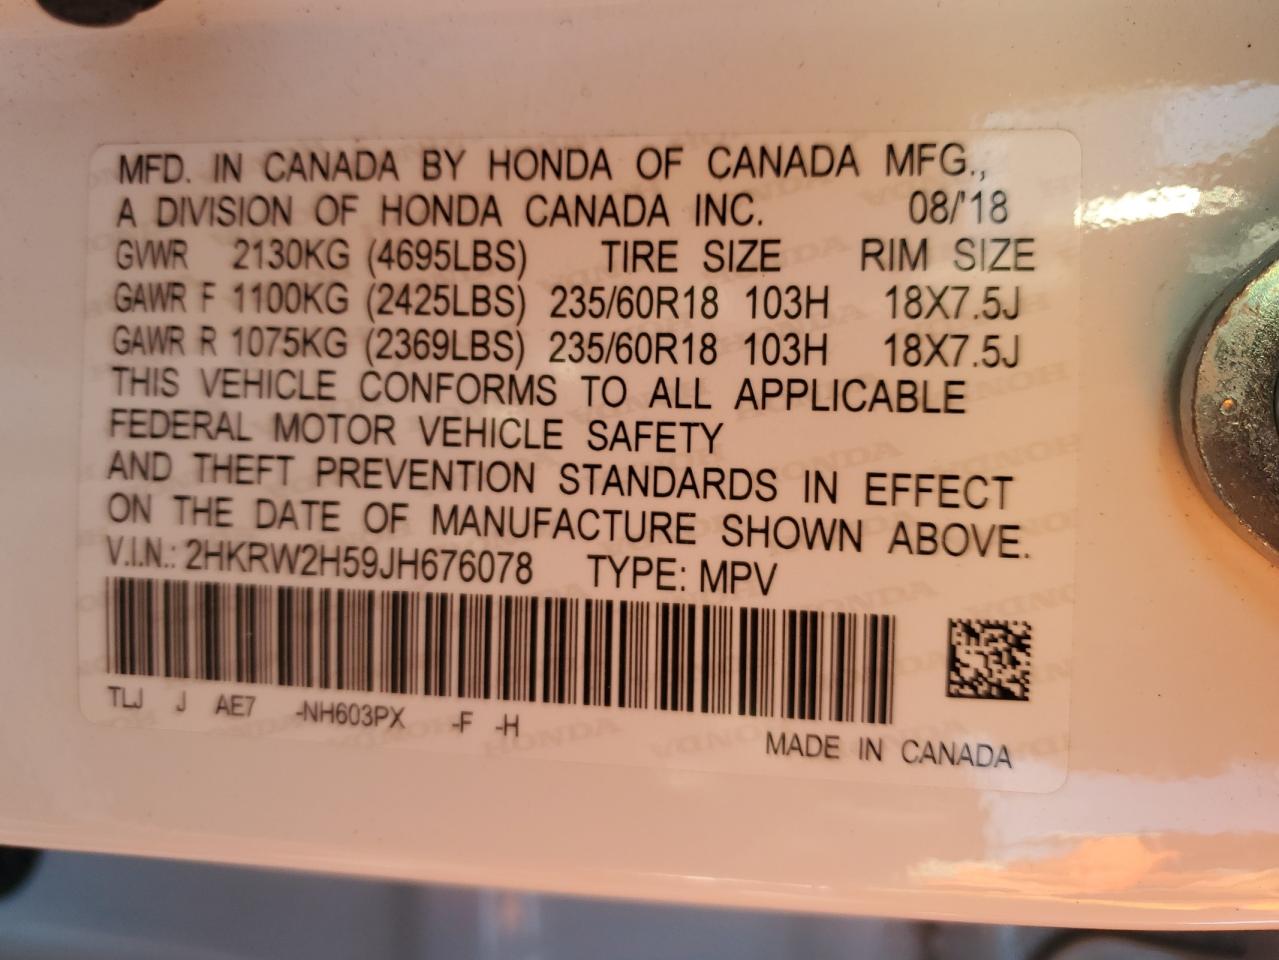 MFD. IN CANADA BY HONDA OF CANADA MFG.,
A DIVISION OF HONDA CANADA INC. 08/'18
GVWR 2130KG (4695LBS) TIRE SIZE RIM SIZE
GAWR F 1100KG (2425LBS) 235/60R18 103H 18X7.5J
GAWR R 1075KG (2369LBS) 235/60R18 103H 18X7.5J
THIS VEHICLE CONFORMS TO ALL APPLICABLE
FEDERAL MOTOR VEHICLE SAFETY
AND THEFT PREVENTION STANDARDS IN EFFECT
ON THE DATE OF MANUFACTURE SHOWN ABOVE.
V.I.N.: 2HKRW2H59JH676078 TYPE: MPV
TLJ J AE7 -NH603PX -F -H
MADE IN CANADA